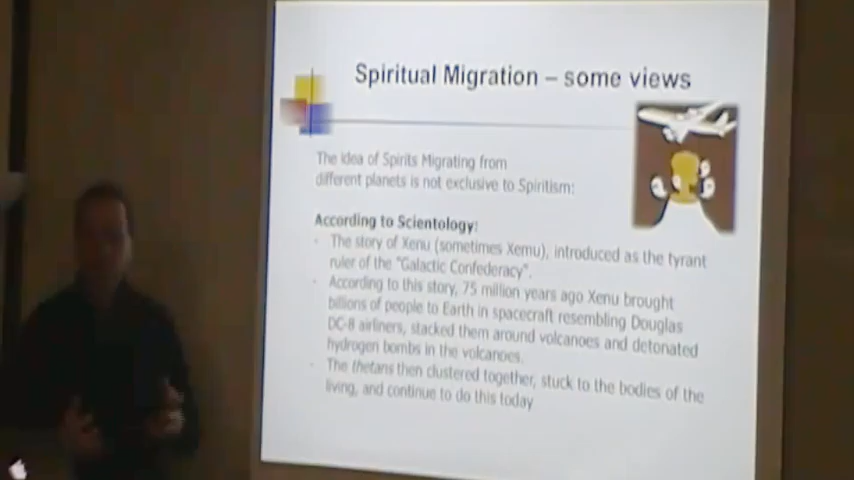 Spiritual Migration – some views
The idea of Spirits Migrating from
different planets is not exclusive to Spiritism:
According to Scientology:
The story of Xenu (sometimes Xemu), introduced as the tyrant
ruler of the "Galactic Confederacy".
According to this story, 75 million years ago Xenu brought
billions of people to Earth in spacecraft resembling Douglas
DC-8 airliners, stacked them around volcanoes and detonated
hydrogen bombs in the volcanoes.
The thetans then clustered together, stuck to the bodies of the
living, and continue to do this today